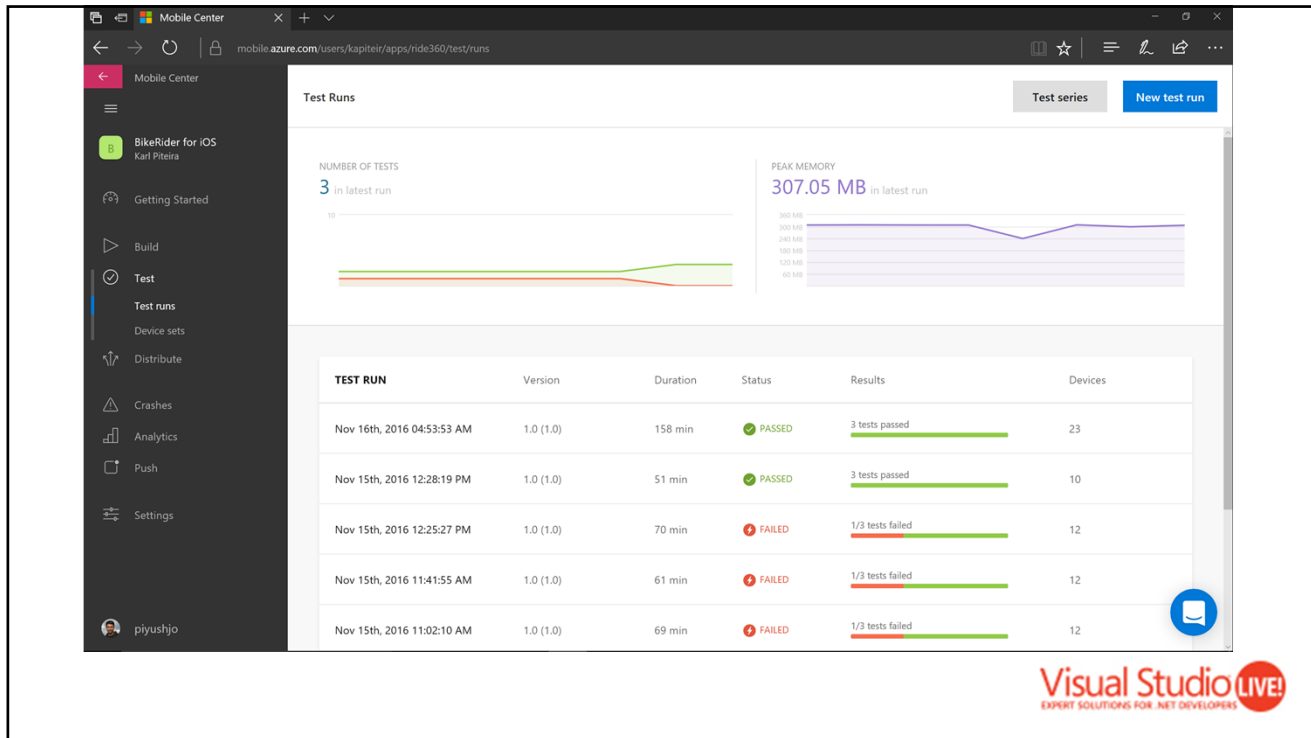 Mobile Center
mobile.azure.com/users/kapiteir/apps/ride360/test/runs
Mobile Center
B
BikeRider for iOS
Karl Piteira
Getting Started
Build
Test
Test runs
Device sets
Distribute
Crashes
Analytics
Push
Settings
piyushjo
Test Runs
Test series
New test run
NUMBER OF TESTS
3 in latest run
10
PEAK MEMORY
307.05 MB in latest run
360 MB
300 MB
240 MB
180 MB
120 MB
60 MB
TEST RUN Version Duration Status Results Devices
Nov 16th, 2016 04:53:53 AM 1.0 (1.0) 158 min PASSED 3 tests passed 23
Nov 15th, 2016 12:28:19 PM 1.0 (1.0) 51 min PASSED 3 tests passed 10
Nov 15th, 2016 12:25:27 PM 1.0 (1.0) 70 min FAILED 1/3 tests failed 12
Nov 15th, 2016 11:41:55 AM 1.0 (1.0) 61 min FAILED 1/3 tests failed 12
Nov 15th, 2016 11:02:10 AM 1.0 (1.0) 69 min FAILED 1/3 tests failed 12
Visual Studio LIVE!
EXPERT SOLUTIONS FOR .NET DEVELOPERS